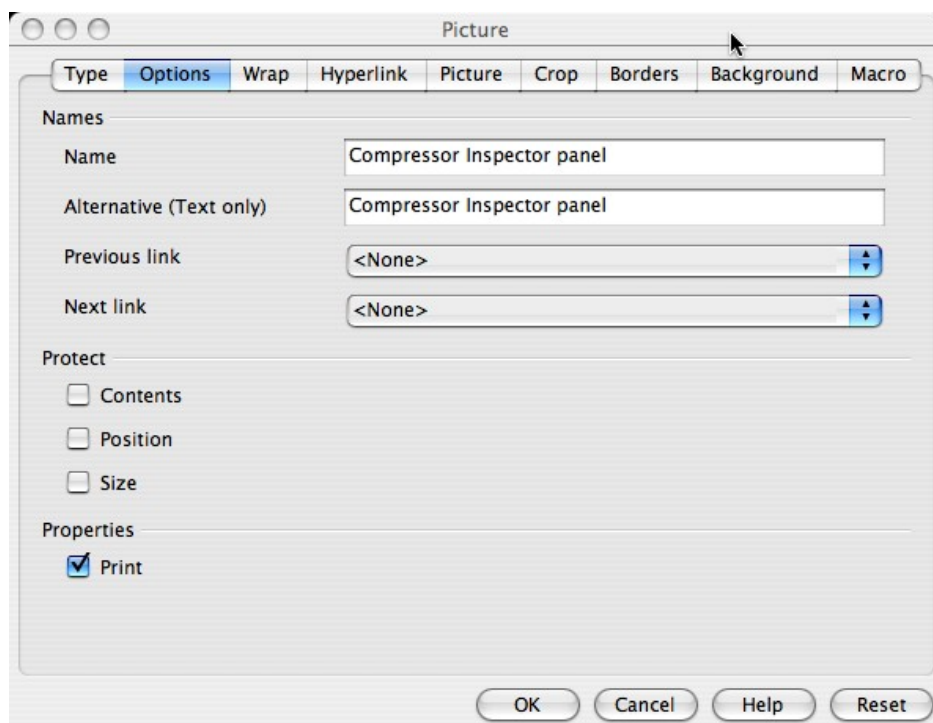 Picture
Type Options Wrap Hyperlink Picture Crop Borders Background Macro
Names
Name Compressor Inspector panel
Alternative (Text only) Compressor Inspector panel
Previous link <None>
Next link <None>
Protect
Contents
Position
Size
Properties
Print
OK Cancel Help Reset